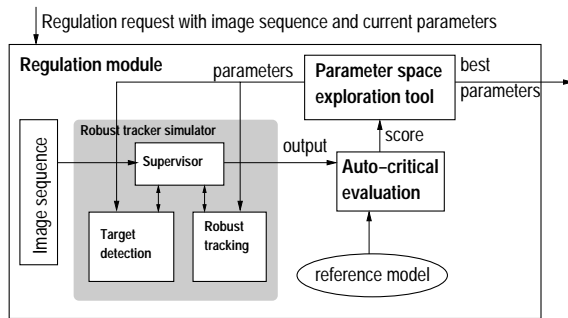 Regulation request with image sequence and current parameters
Regulation module
parameters
Parameter space
exploration tool
best
parameters
Robust tracker simulator
Image sequence
Supervisor
output
score
Auto−critical
evaluation
Target
detection
Robust
tracking
reference model